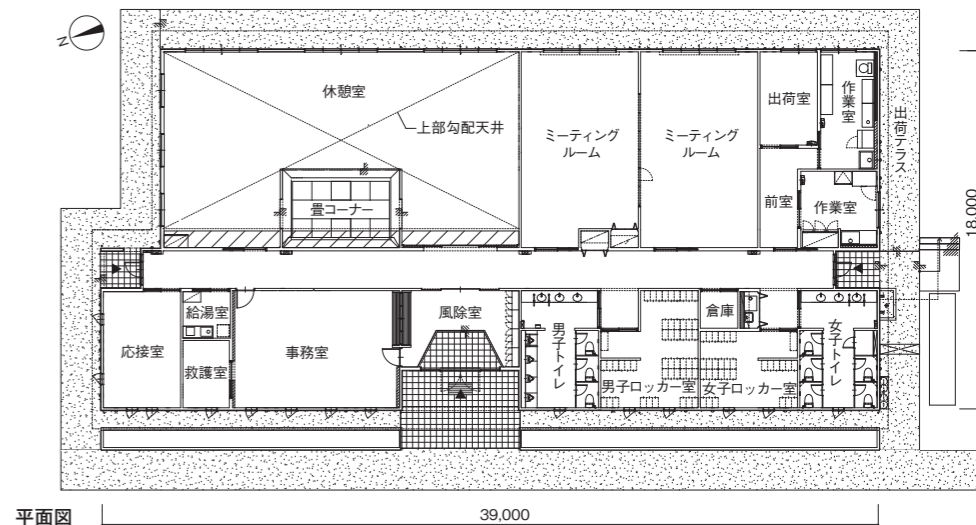 N
休憩室
上部勾配天井
畳コーナー
ミーティング
ルーム
ミーティング
ルーム
出荷室
作業室
前室
作業室
出荷テラス
18,000
応接室
給湯室
救護室
事務室
風除室
男子トイレ
男子ロッカー室
倉庫
女子ロッカー室
女子トイレ
平面図
39,000